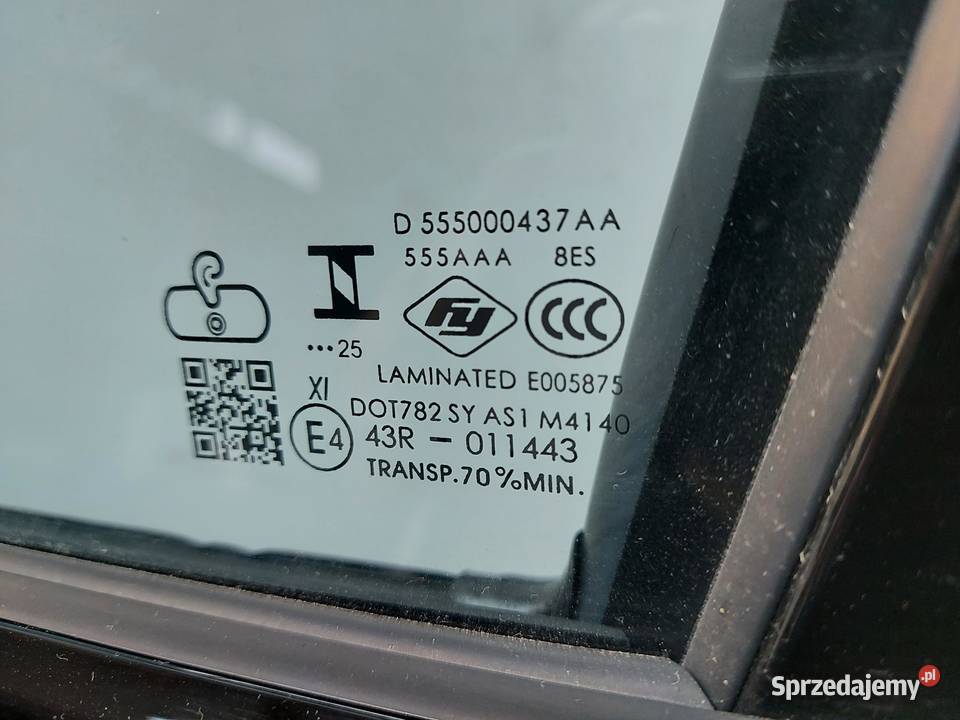 D 555000437AA
555AAA 8ES
FY
CCC
•••25
LAMINATED E005875
XI
DOT782 SY AS1 M4140
E4 43R – 011443
TRANSP.70%MIN.
Sprzedajemy.pl